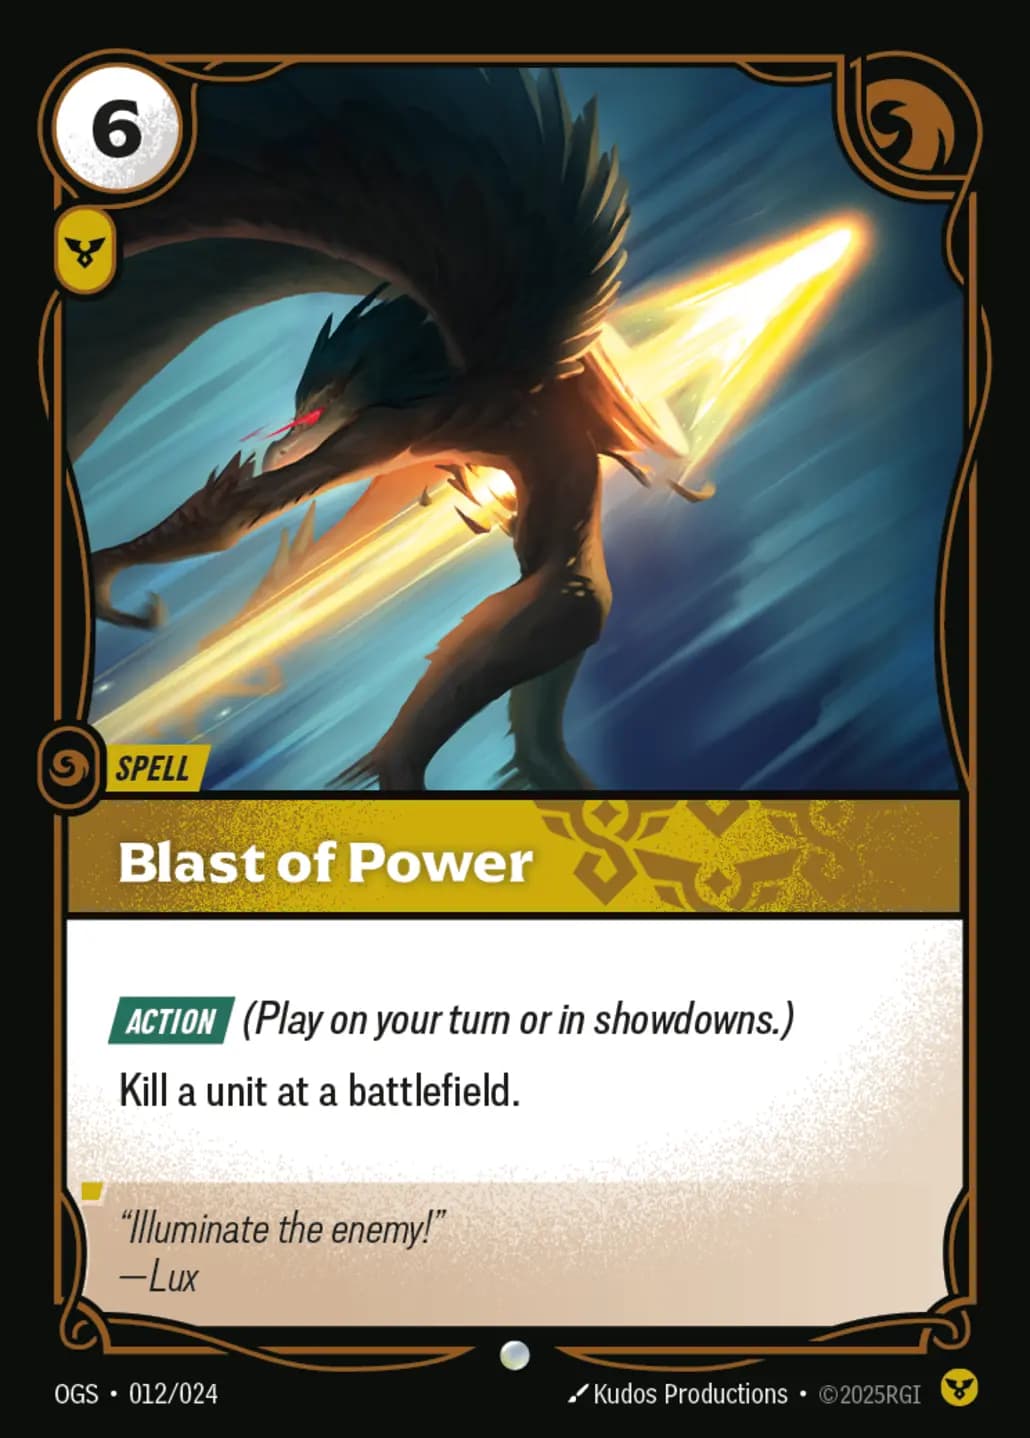 6
SPELL
Blast of Power
ACTION (Play on your turn or in showdowns.)
Kill a unit at a battlefield.
“Illuminate the enemy!”
—Lux
OGS • 012/024
Kudos Productions • ©2025RGI